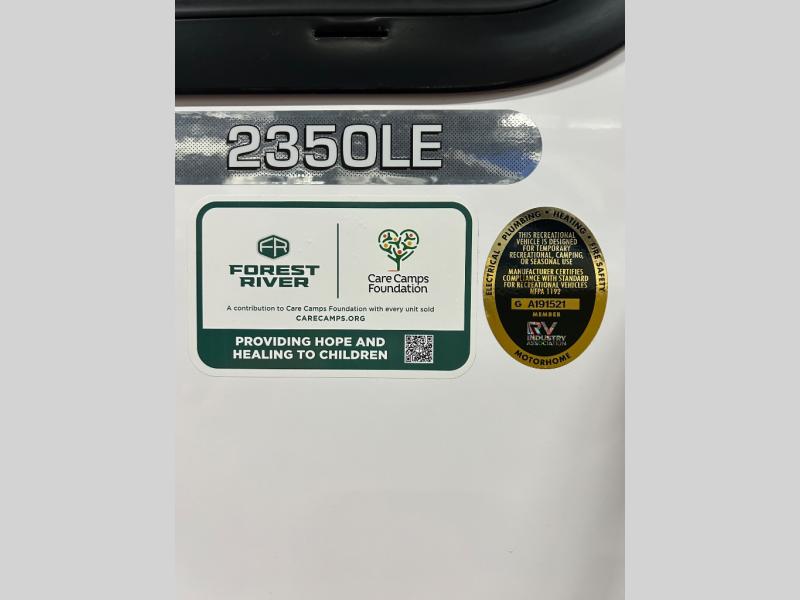 2350LE
FR
FOREST
RIVER
Care Camps
Foundation
A contribution to Care Camps Foundation with every unit sold
CARECAMPS.ORG
PROVIDING HOPE AND
HEALING TO CHILDREN
ELECTRICAL • PLUMBING • HEATING • FIRE SAFETY
THIS RECREATIONAL
VEHICLE IS DESIGNED
FOR TEMPORARY
RECREATIONAL, CAMPING,
OR SEASONAL USE
MANUFACTURER CERTIFIES
COMPLIANCE WITH STANDARD
FOR RECREATIONAL VEHICLES
NFPA 1192
G A191521
MEMBER
RV
INDUSTRY
ASSOCIATION
MOTORHOME